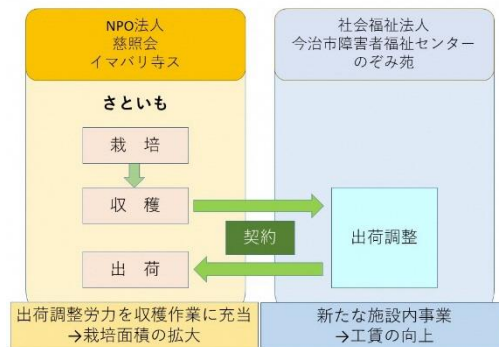 NPO法人
慈照会
イマバリ寺ス
社会福祉法人
今治市障害者福祉センター
のぞみ苑
さといも
栽　培
収　穫
契約
出荷調整
出　荷
出荷調整労力を収穫作業に充当
→栽培面積の拡大
新たな施設内事業
→工賃の向上